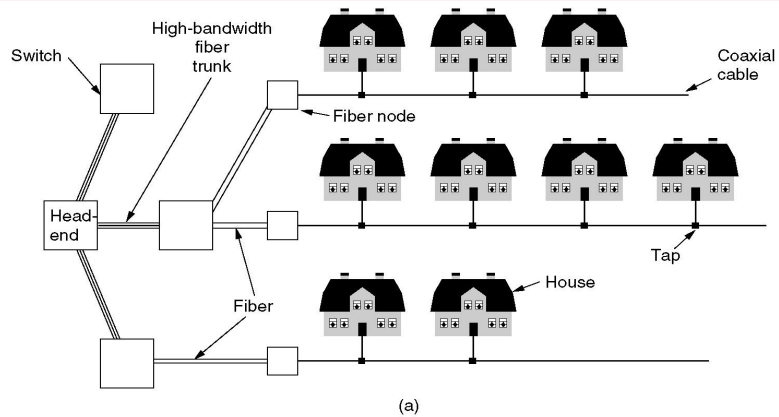 High-bandwidth
fiber
trunk
Switch
Coaxial
cable
Fiber node
Head-
end
Tap
Fiber
House
(a)